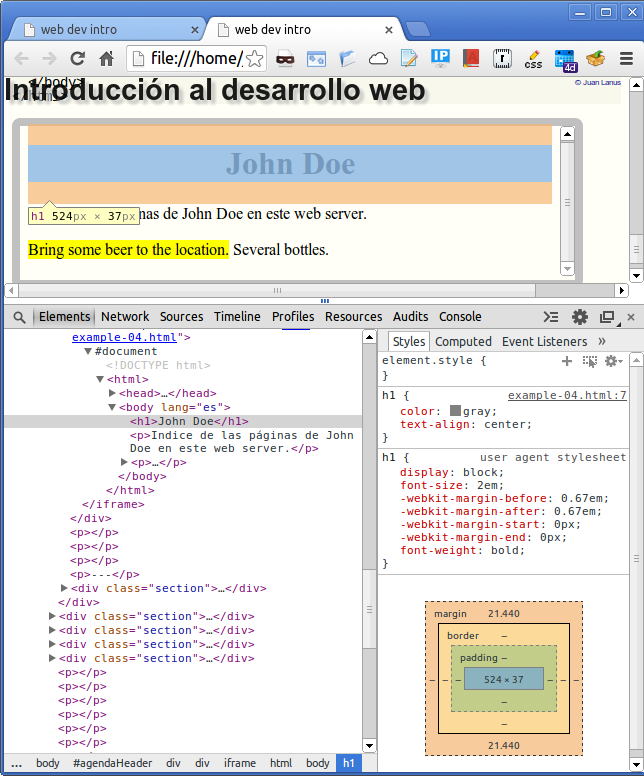 web dev intro
web dev intro
file:///home/
IP
r
css
4d
</body>
Introducción al desarrollo web
© Juan Lanus
John Doe
h1 524px × 37px
nas de John Doe en este web server.
Bring some beer to the location. Several bottles.
Elements Network Sources Timeline Profiles Resources Audits Console
example-04.html">
#document
<!DOCTYPE html>
<html>
<head>…</head>
<body lang="es">
<h1>John Doe</h1>
<p>Indice de las páginas de John
Doe en este web server.</p>
<p>…</p>
</body>
</html>
</iframe>
</div>
<p></p>
<p></p>
<p></p>
<p>---</p>
<div class="section">…</div>
</div>
<div class="section">…</div>
<div class="section">…</div>
<div class="section">…</div>
<div class="section">…</div>
<p></p>
<p></p>
<p></p>
<p></p>
<p></p>
<p></p>
… body #agendaHeader div div iframe html body h1
Styles Computed Event Listeners »
element.style {
}
h1 { example-04.html:7
color: gray;
text-align: center;
}
h1 { user agent stylesheet
display: block;
font-size: 2em;
-webkit-margin-before: 0.67em;
-webkit-margin-after: 0.67em;
-webkit-margin-start: 0px;
-webkit-margin-end: 0px;
font-weight: bold;
}
margin 21.440
border –
padding –
– – – 524 × 37 – – –
–
–
21.440